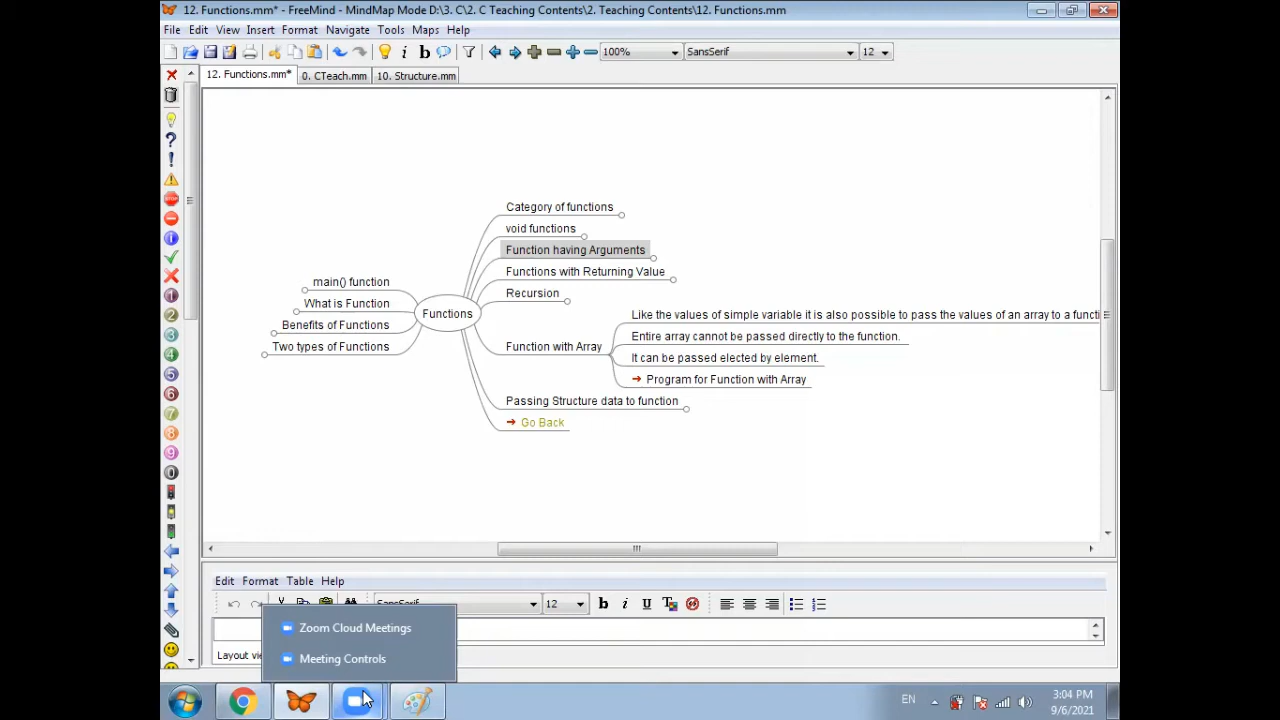 12. Functions.mm* - FreeMind - MindMap Mode D:\3. C\2. C Teaching Contents\2. Teaching Contents\12. Functions.mm
File Edit View Insert Format Navigate Tools Maps Help
100% SansSerif 12
12. Functions.mm* 0. CTeach.mm 10. Structure.mm
Category of functions
void functions
Function having Arguments
Functions with Returning Value
Recursion
main() function
What is Function
Benefits of Functions
Two types of Functions
Functions
Function with Array
Like the values of simple variable it is also possible to pass the values of an array to a functi
Entire array cannot be passed directly to the function.
It can be passed elected by element.
Program for Function with Array
Passing Structure data to function
Go Back
Edit Format Table Help
SansSerif 12
Zoom Cloud Meetings
Meeting Controls
Layout vie
EN
3:04 PM
9/6/2021